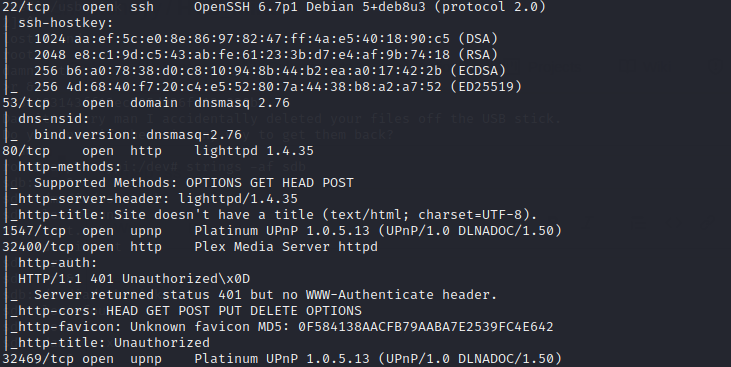 22/tcp    open  ssh     OpenSSH 6.7p1 Debian 5+deb8u3 (protocol 2.0)
| ssh-hostkey:
|   1024 aa:ef:5c:e0:8e:86:97:82:47:ff:4a:e5:40:18:90:c5 (DSA)
|   2048 e8:c1:9d:c5:43:ab:fe:61:23:3b:d7:e4:af:9b:74:18 (RSA)
|   256 b6:a0:78:38:d0:c8:10:94:8b:44:b2:ea:a0:17:42:2b (ECDSA)
|_  256 4d:68:40:f7:20:c4:e5:52:80:7a:44:38:b8:a2:a7:52 (ED25519)
53/tcp    open  domain  dnsmasq 2.76
| dns-nsid:
|_  bind.version: dnsmasq-2.76
80/tcp    open  http    lighttpd 1.4.35
| http-methods:
|_  Supported Methods: OPTIONS GET HEAD POST
|_http-server-header: lighttpd/1.4.35
|_http-title: Site doesn't have a title (text/html; charset=UTF-8).
1547/tcp  open  upnp    Platinum UPnP 1.0.5.13 (UPnP/1.0 DLNADOC/1.50)
32400/tcp open  http    Plex Media Server httpd
| http-auth:
| HTTP/1.1 401 Unauthorized\x0D
|_  Server returned status 401 but no WWW-Authenticate header.
|_http-cors: HEAD GET POST PUT DELETE OPTIONS
|_http-favicon: Unknown favicon MD5: 0F584138AACFB79AABA7E2539FC4E642
|_http-title: Unauthorized
32469/tcp open  upnp    Platinum UPnP 1.0.5.13 (UPnP/1.0 DLNADOC/1.50)